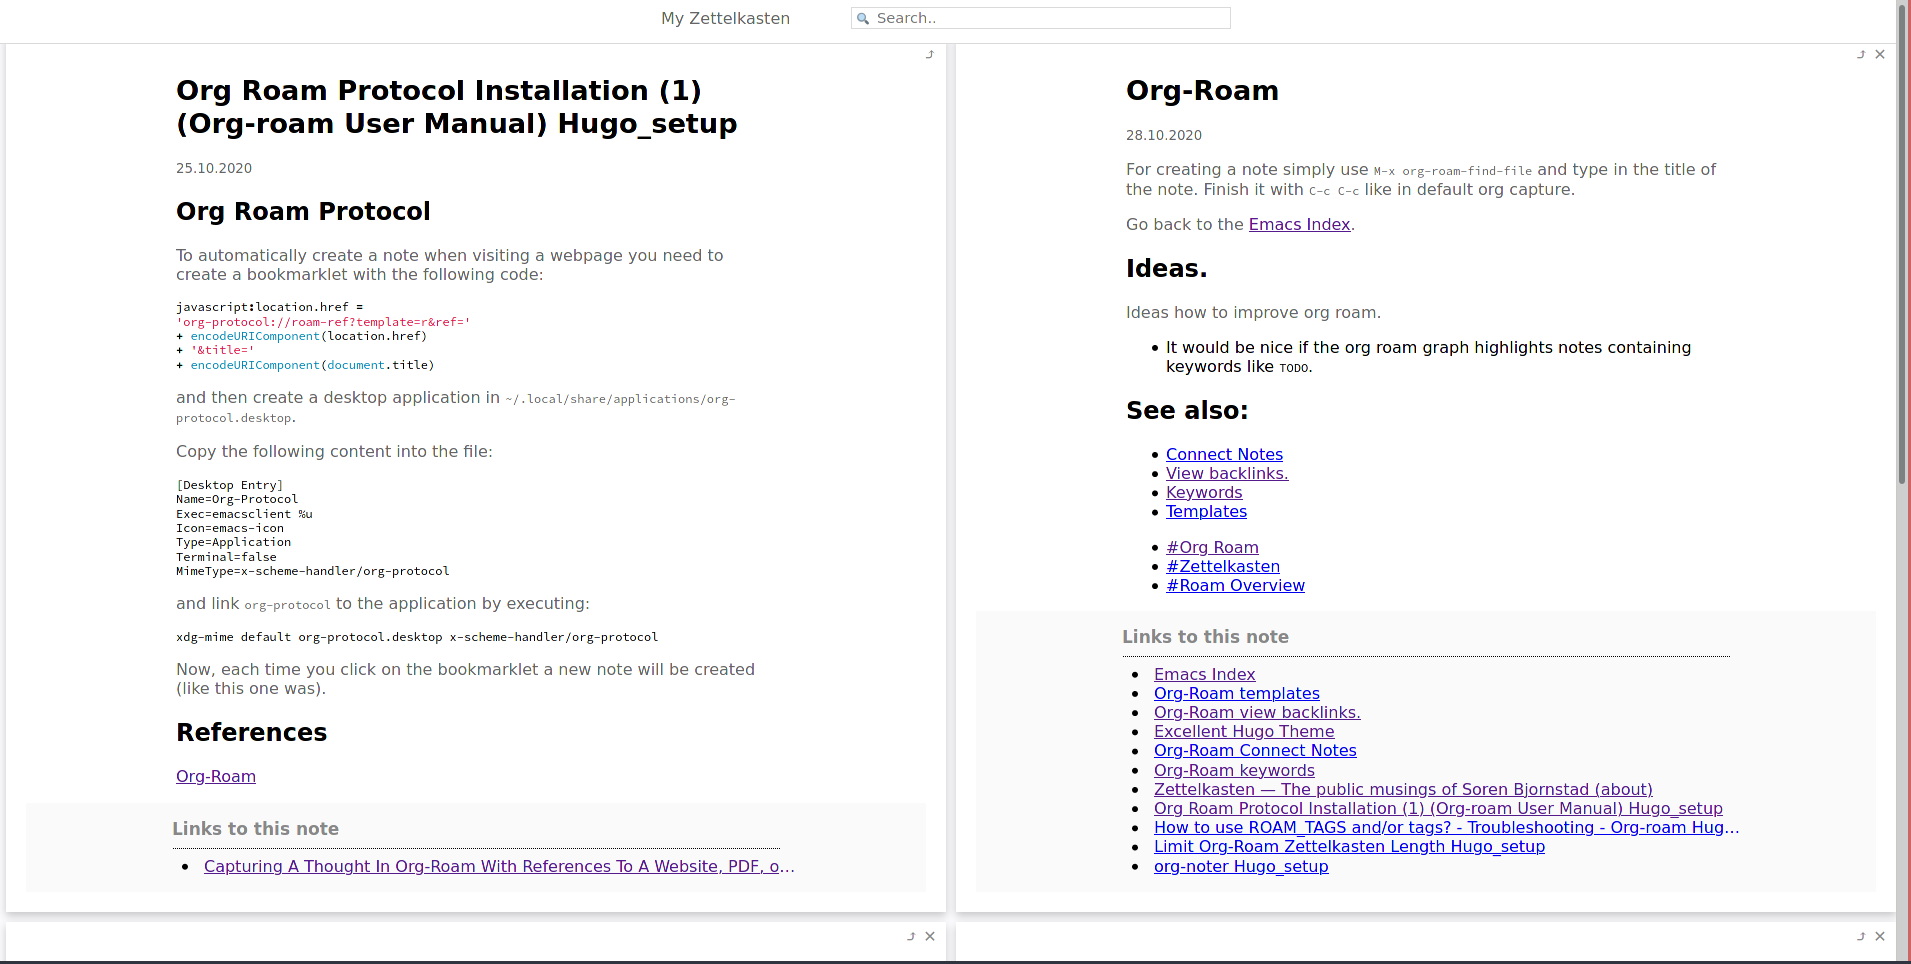 My Zettelkasten
Search..
Org Roam Protocol Installation (1)
(Org-roam User Manual) Hugo_setup
25.10.2020
Org Roam Protocol
To automatically create a note when visiting a webpage you need to
create a bookmarklet with the following code:
javascript:location.href =
'org-protocol://roam-ref?template=r&ref='
+ encodeURIComponent(location.href)
+ '&title='
+ encodeURIComponent(document.title)
and then create a desktop application in ~/.local/share/applications/org-
protocol.desktop.
Copy the following content into the file:
[Desktop Entry]
Name=Org-Protocol
Exec=emacsclient %u
Icon=emacs-icon
Type=Application
Terminal=false
MimeType=x-scheme-handler/org-protocol
and link org-protocol to the application by executing:
xdg-mime default org-protocol.desktop x-scheme-handler/org-protocol
Now, each time you click on the bookmarklet a new note will be created
(like this one was).
References
Org-Roam
Links to this note
Capturing A Thought In Org-Roam With References To A Website, PDF, o...
Org-Roam
28.10.2020
For creating a note simply use M-x org-roam-find-file and type in the title of
the note. Finish it with C-c C-c like in default org capture.
Go back to the Emacs Index.
Ideas.
Ideas how to improve org roam.
It would be nice if the org roam graph highlights notes containing
keywords like TODO.
See also:
Connect Notes
View backlinks.
Keywords
Templates
#Org Roam
#Zettelkasten
#Roam Overview
Links to this note
Emacs Index
Org-Roam templates
Org-Roam view backlinks.
Excellent Hugo Theme
Org-Roam Connect Notes
Org-Roam keywords
Zettelkasten — The public musings of Soren Bjornstad (about)
Org Roam Protocol Installation (1) (Org-roam User Manual) Hugo_setup
How to use ROAM_TAGS and/or tags? - Troubleshooting - Org-roam Hug...
Limit Org-Roam Zettelkasten Length Hugo_setup
org-noter Hugo_setup